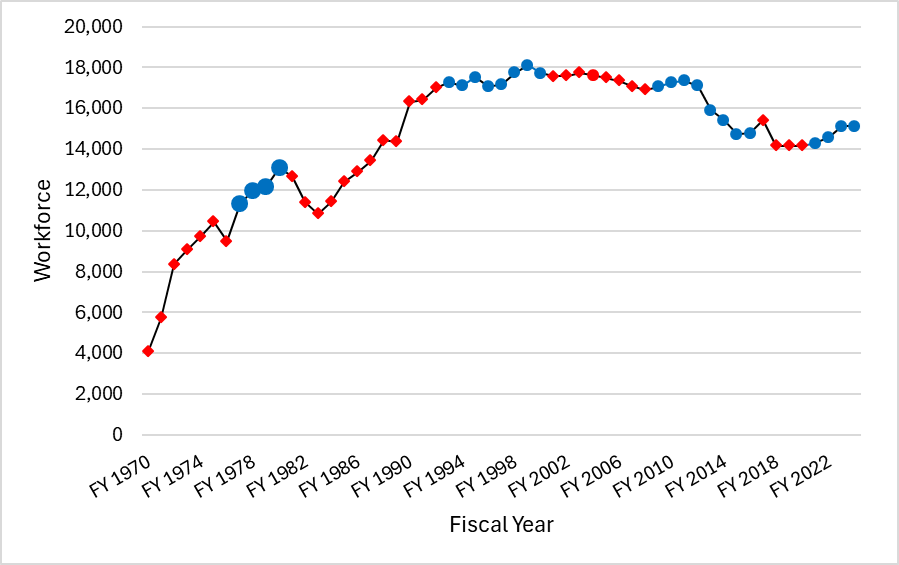 20,000
18,000
16,000
14,000
12,000
10,000
8,000
6,000
4,000
2,000
0
Workforce
FY 1970
FY 1974
FY 1978
FY 1982
FY 1986
FY 1990
FY 1994
FY 1998
FY 2002
FY 2006
FY 2010
FY 2014
FY 2018
FY 2022
Fiscal Year